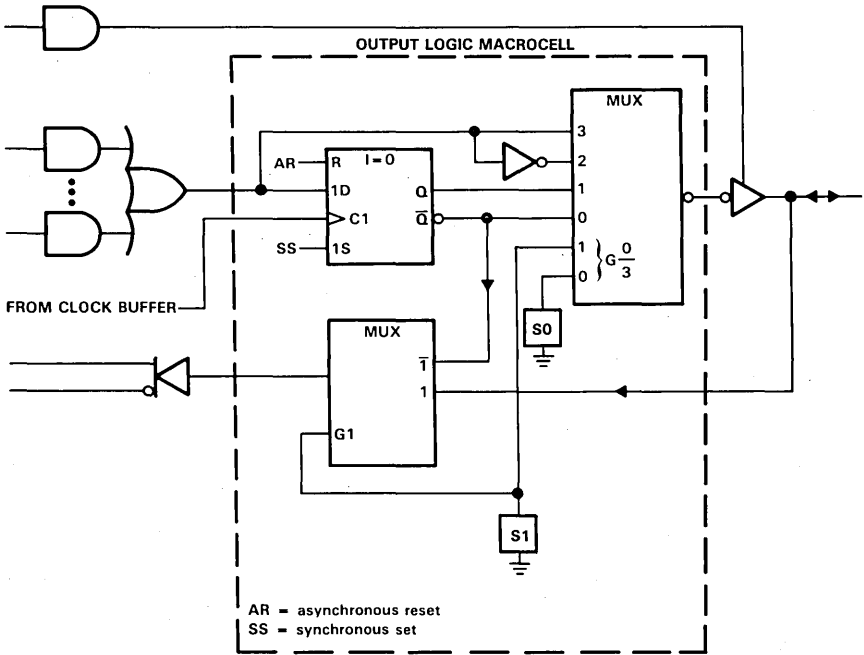 OUTPUT LOGIC MACROCELL
MUX
3
AR
R
I=0
2
1D
Q
1
C1
Q̅
0
SS
1S
1
0
} G 0/3
FROM CLOCK BUFFER
S0
MUX
1̅
1
G1
S1
AR = asynchronous reset
SS = synchronous set